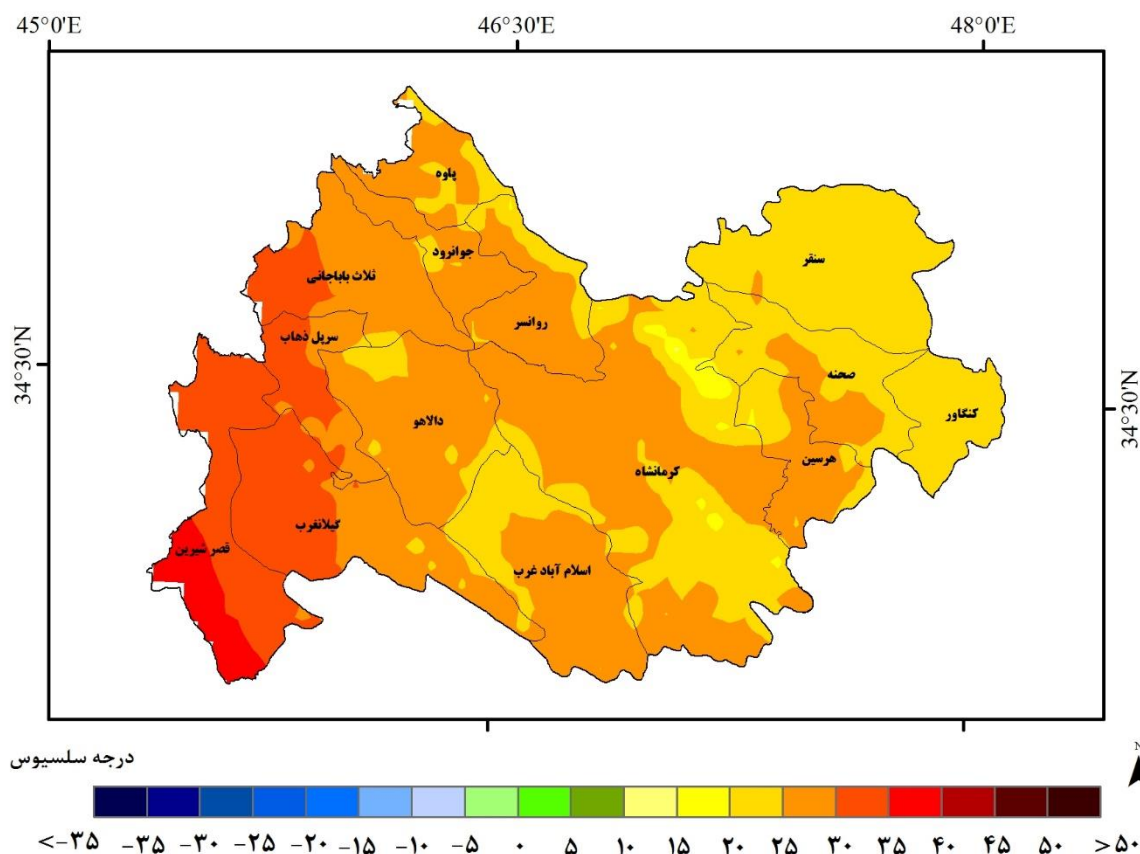 45°0'E 46°30'E 48°0'E
34°30'N
34°30'N
پاوه
سنقر
جوانرود
ثلاث باباجانی
روانسر
سرپل ذهاب
صحنه
کنگاور
دالاهو
هرسین
کرمانشاه
گیلانغرب
قصر شیرین
اسلام آباد غرب
درجه سلسیوس
N
<-۳۵ -۳۵ -۳۰ -۲۵ -۲۰ -۱۵ -۱۰ -۵ ۰ ۵ ۱۰ ۱۵ ۲۰ ۲۵ ۳۰ ۳۵ ۴۰ ۴۵ ۵۰ >۵۰